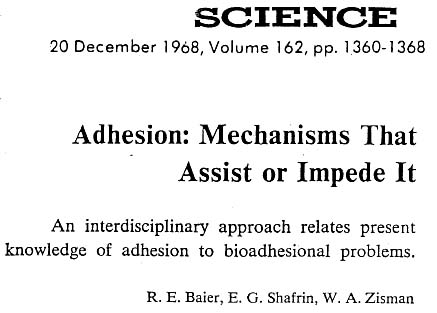 SCIENCE
20 December 1968, Volume 162, pp. 1360-1368
Adhesion: Mechanisms That
Assist or Impede It
An interdisciplinary approach relates present
knowledge of adhesion to bioadhesional problems.
R. E. Baier, E. G. Shafrin, W. A. Zisman